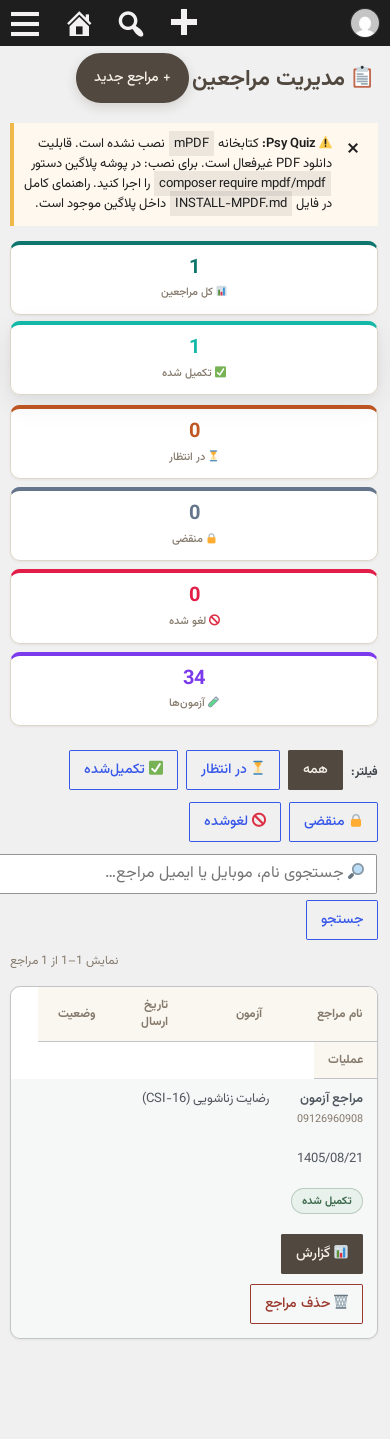 📋 مدیریت مراجعین
+ مراجع جدید
⚠️ Psy Quiz: کتابخانه mPDF نصب نشده است. قابلیت
دانلود PDF غیرفعال است. برای نصب: در پوشه پلاگین دستور
composer require mpdf/mpdf را اجرا کنید. راهنمای کامل
در فایل INSTALL-MPDF.md داخل پلاگین موجود است.
1
📊 کل مراجعین
1
✅ تکمیل شده
0
⏳ در انتظار
0
🔒 منقضی
0
🚫 لغو شده
34
🧪 آزمون‌ها
فیلتر: همه ⏳ در انتظار ✅ تکمیل‌شده
🔒 منقضی 🚫 لغوشده
🔎 جستجوی نام، موبایل یا ایمیل مراجع...
جستجو
نمایش 1–1 از 1 مراجع
نام مراجع آزمون تاریخ ارسال وضعیت
عملیات
مراجع آزمون رضایت زناشویی (CSI-16)
09126960908
1405/08/21
تکمیل شده
📊 گزارش
🗑️ حذف مراجع